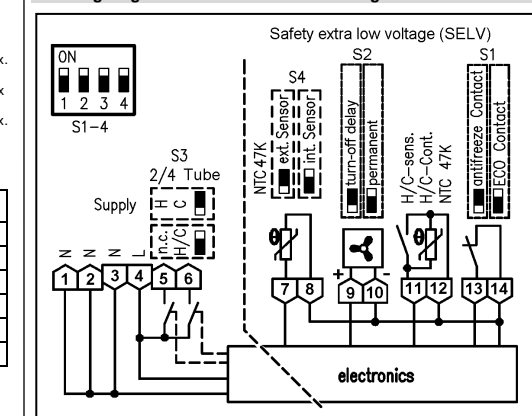 x.
x
x.
Safety extra low voltage (SELV)
ON
1 2 3 4
S1-4
S4
S2
S1
NTC 47K
ext. Sensor
int. Sensor
turn-off delay
permanent
H/C-sens.
H/C-Cont.
NTC 47K
antifreeze Contact
ECO Contact
S3
2/4 Tube
Supply
H C
n.c.
H/C
N N N L
1 2 3 4 5 6
θ
7 8
+ -
9 10
θ
11 12
13 14
electronics